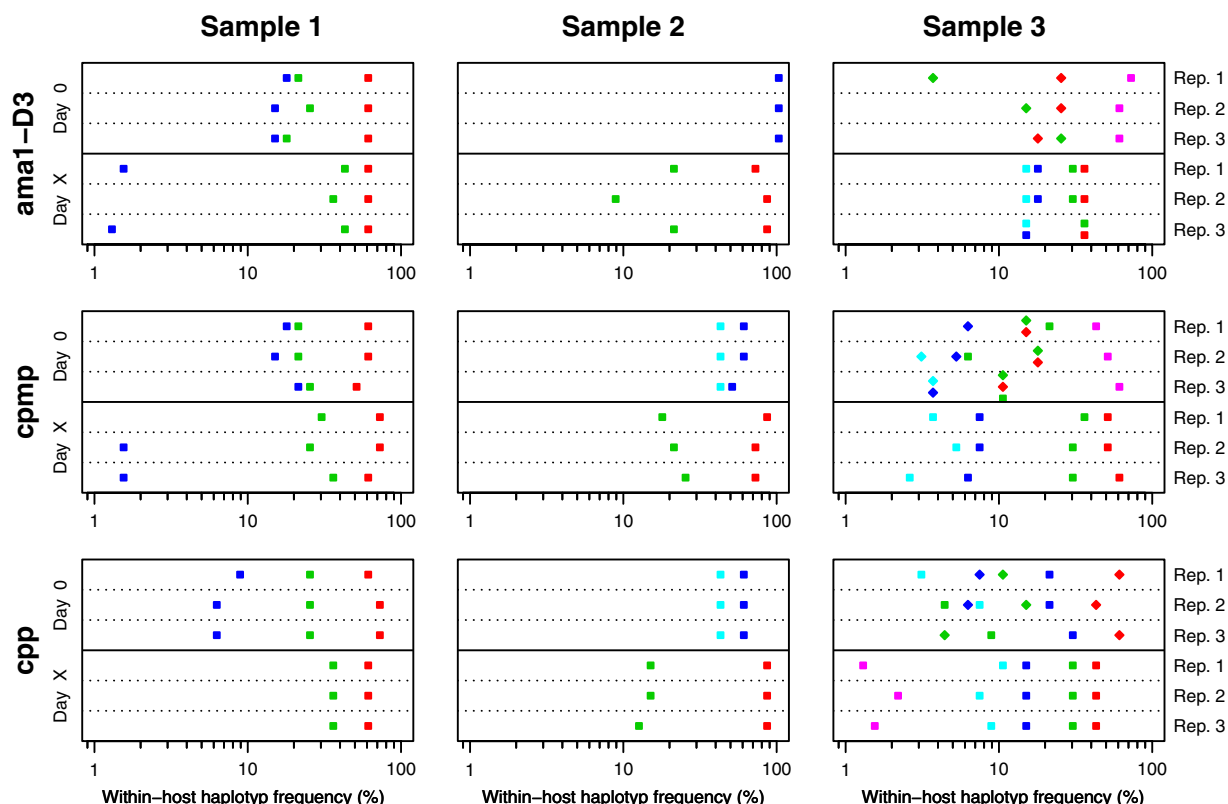 Sample 1 Sample 2 Sample 3
ama1–D3
Day 0
Day X
Rep. 1
Rep. 2
Rep. 3
Rep. 1
Rep. 2
Rep. 3
1 10 100 1 10 100 1 10 100
cpmp
Day 0
Day X
Rep. 1
Rep. 2
Rep. 3
Rep. 1
Rep. 2
Rep. 3
1 10 100 1 10 100 1 10 100
cpp
Day 0
Day X
Rep. 1
Rep. 2
Rep. 3
Rep. 1
Rep. 2
Rep. 3
1 10 100 1 10 100 1 10 100
Within–host haplotyp frequency (%) Within–host haplotyp frequency (%) Within–host haplotyp frequency (%)